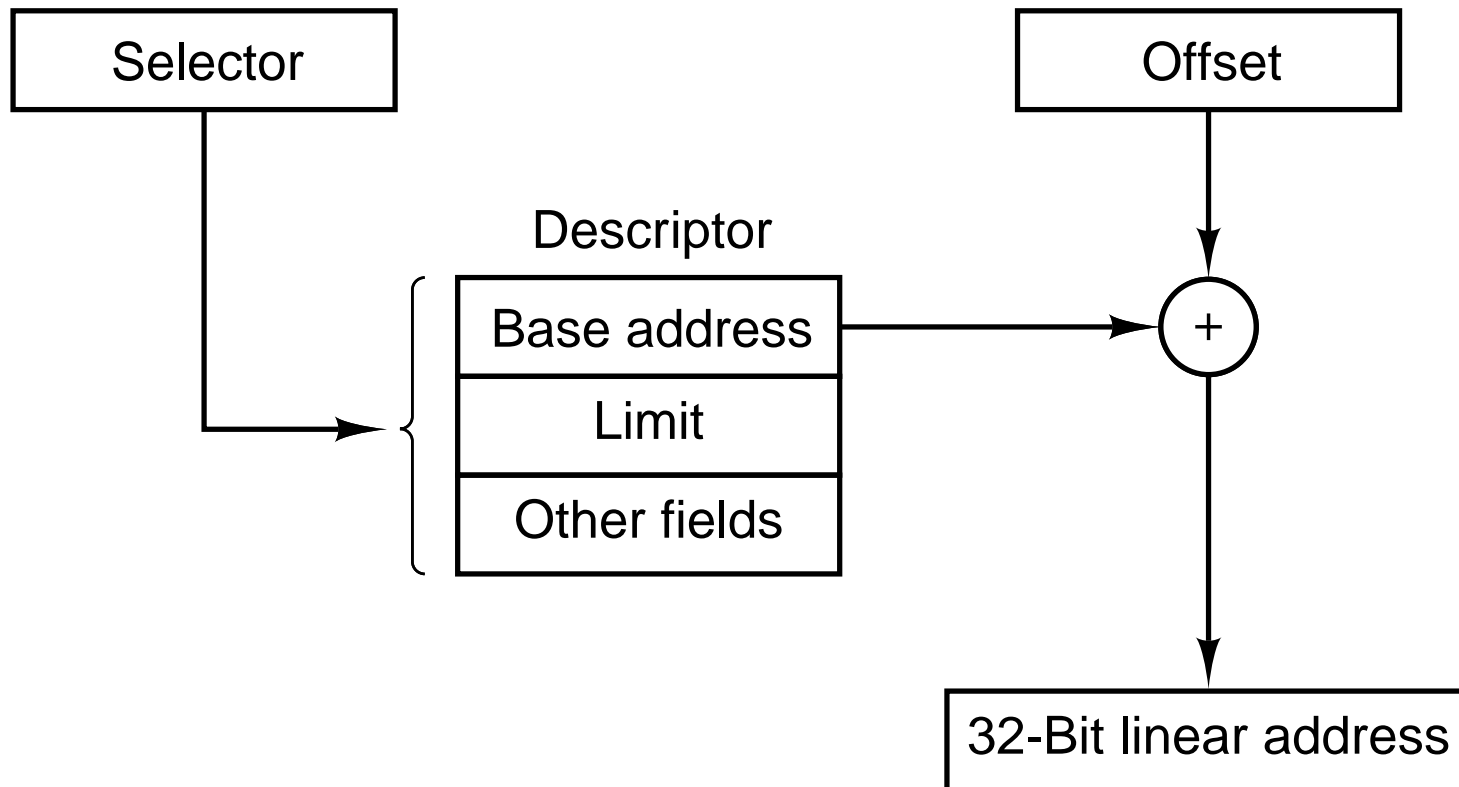 Selector
Offset
Descriptor
Base address
+
Limit
Other fields
32-Bit linear address